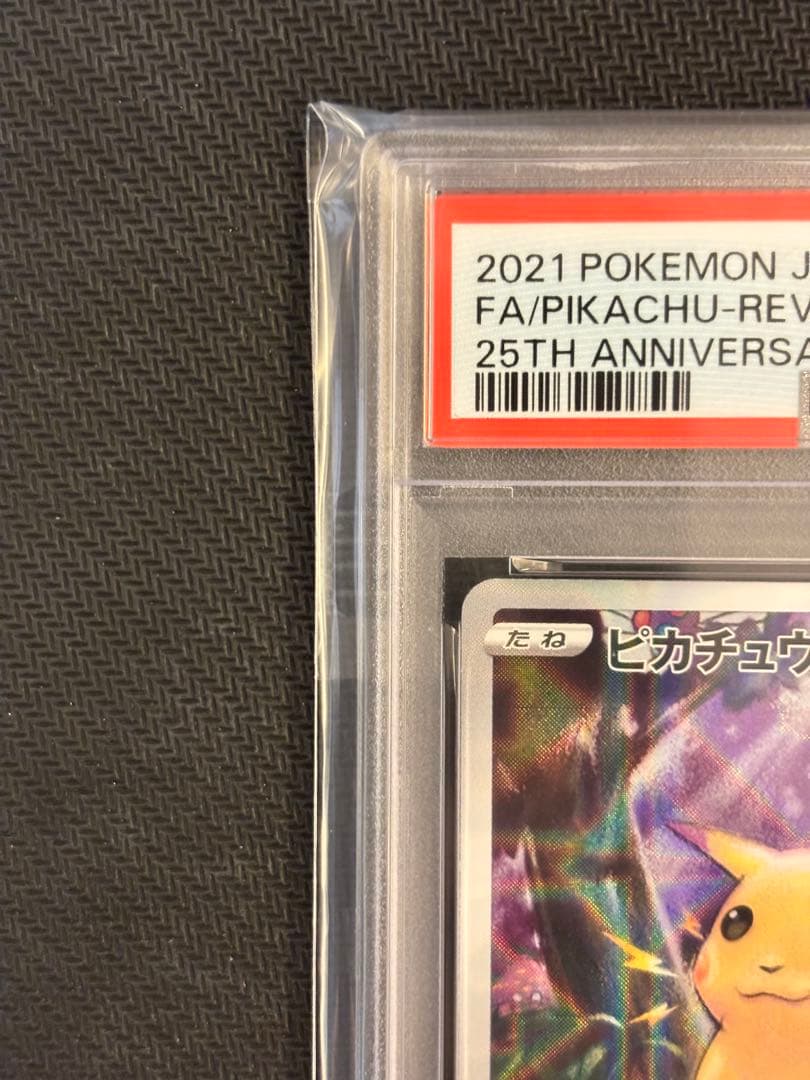 2021 POKEMON J
FA/PIKACHU-REV
25TH ANNIVERSA
たね ピカチュウ